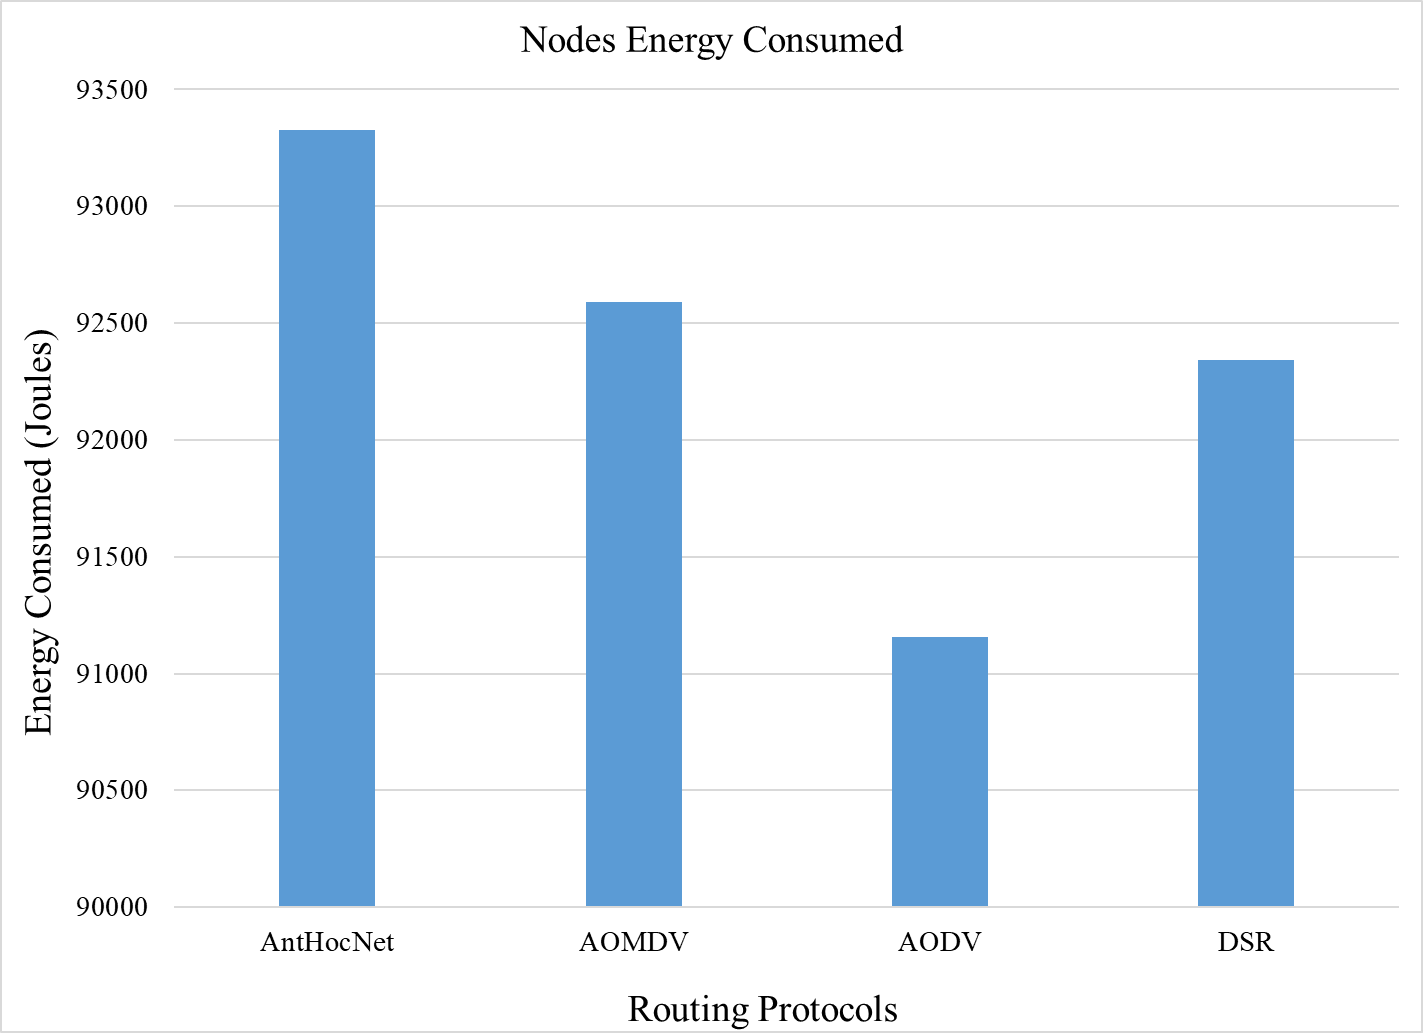 Nodes Energy Consumed
93500
93000
92500
92000
91500
91000
90500
90000
Energy Consumed (Joules)
AntHocNet AOMDV AODV DSR
Routing Protocols